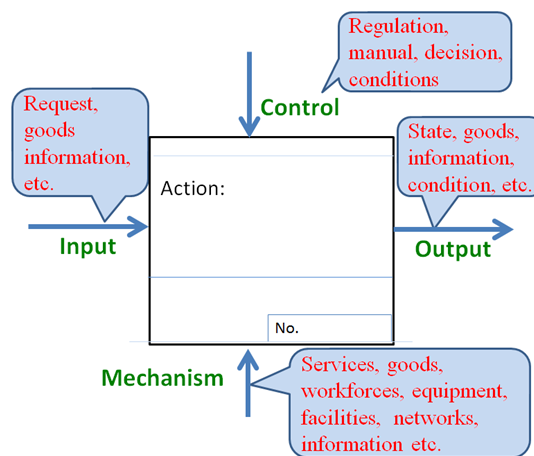 Regulation,
manual, decision,
conditions
Control
Request,
goods
information,
etc.
State, goods,
information,
condition, etc.
Action:
Input
Output
No.
Mechanism
Services, goods,
workforces, equipment,
facilities, networks,
information etc.